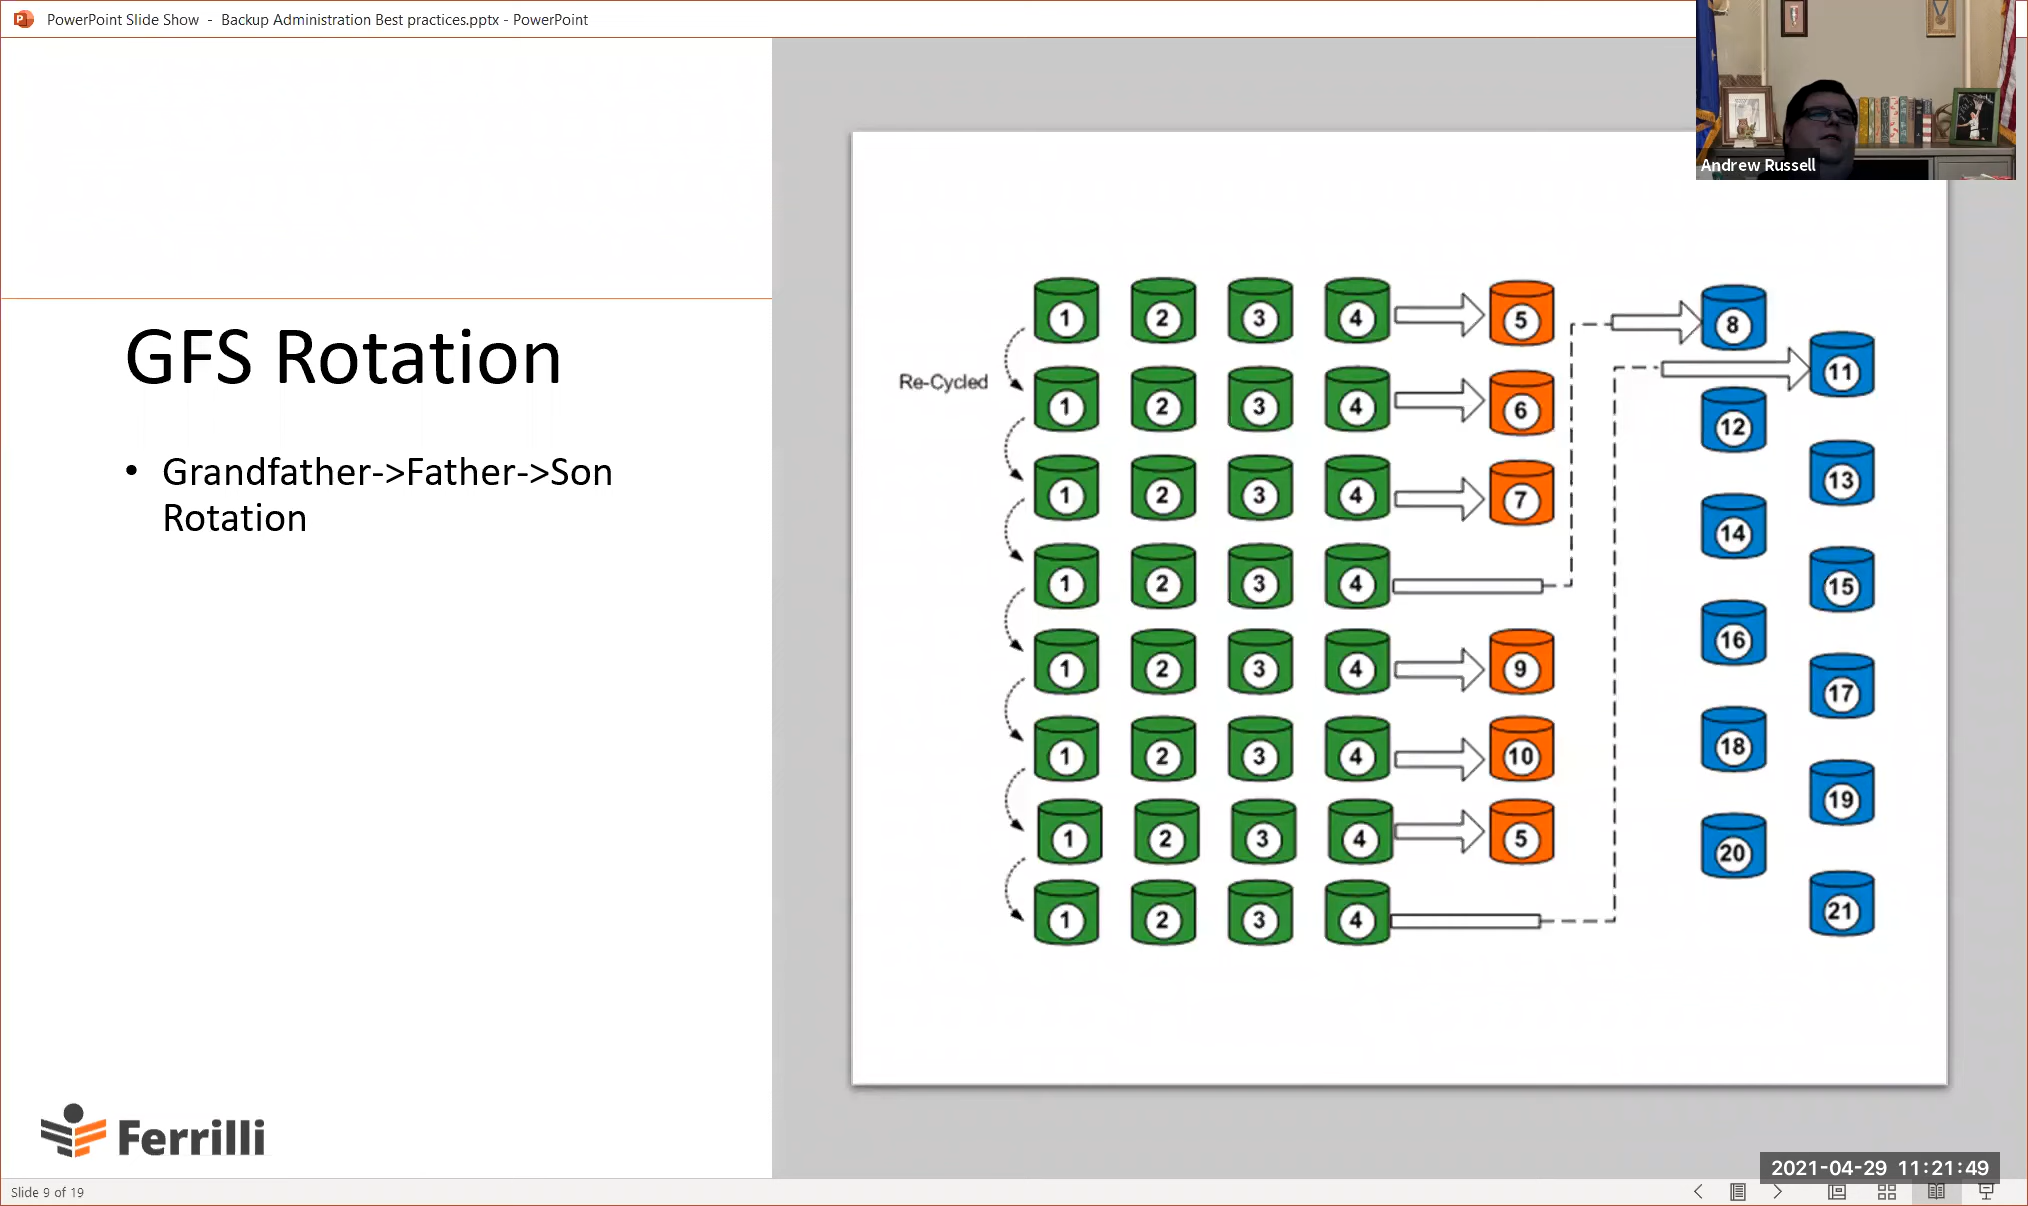 PowerPoint Slide Show - Backup Administration Best practices.pptx - PowerPoint
Andrew Russell
GFS Rotation
• Grandfather->Father->Son
Rotation
Re-Cycled
1 2 3 4 5
8
11
1 2 3 4 6
12
1 2 3 4 7
13
14
1 2 3 4
15
16
1 2 3 4 9
17
18
1 2 3 4 10
19
1 2 3 4 5
20
1 2 3 4
21
Ferrilli
2021-04-29 11:21:49
Slide 9 of 19